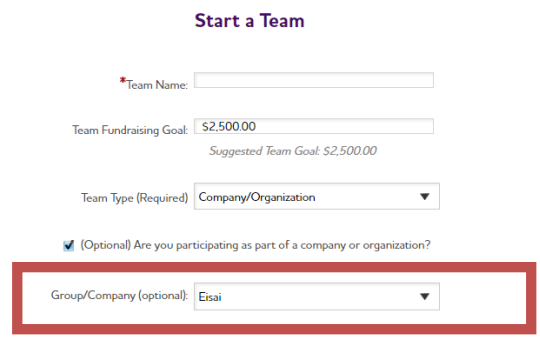 Start a Team
*Team Name:
Team Fundraising Goal: $2,500.00
Suggested Team Goal: $2,500.00
Team Type (Required) Company/Organization
(Optional) Are you participating as part of a company or organization?
Group/Company (optional): Eisai